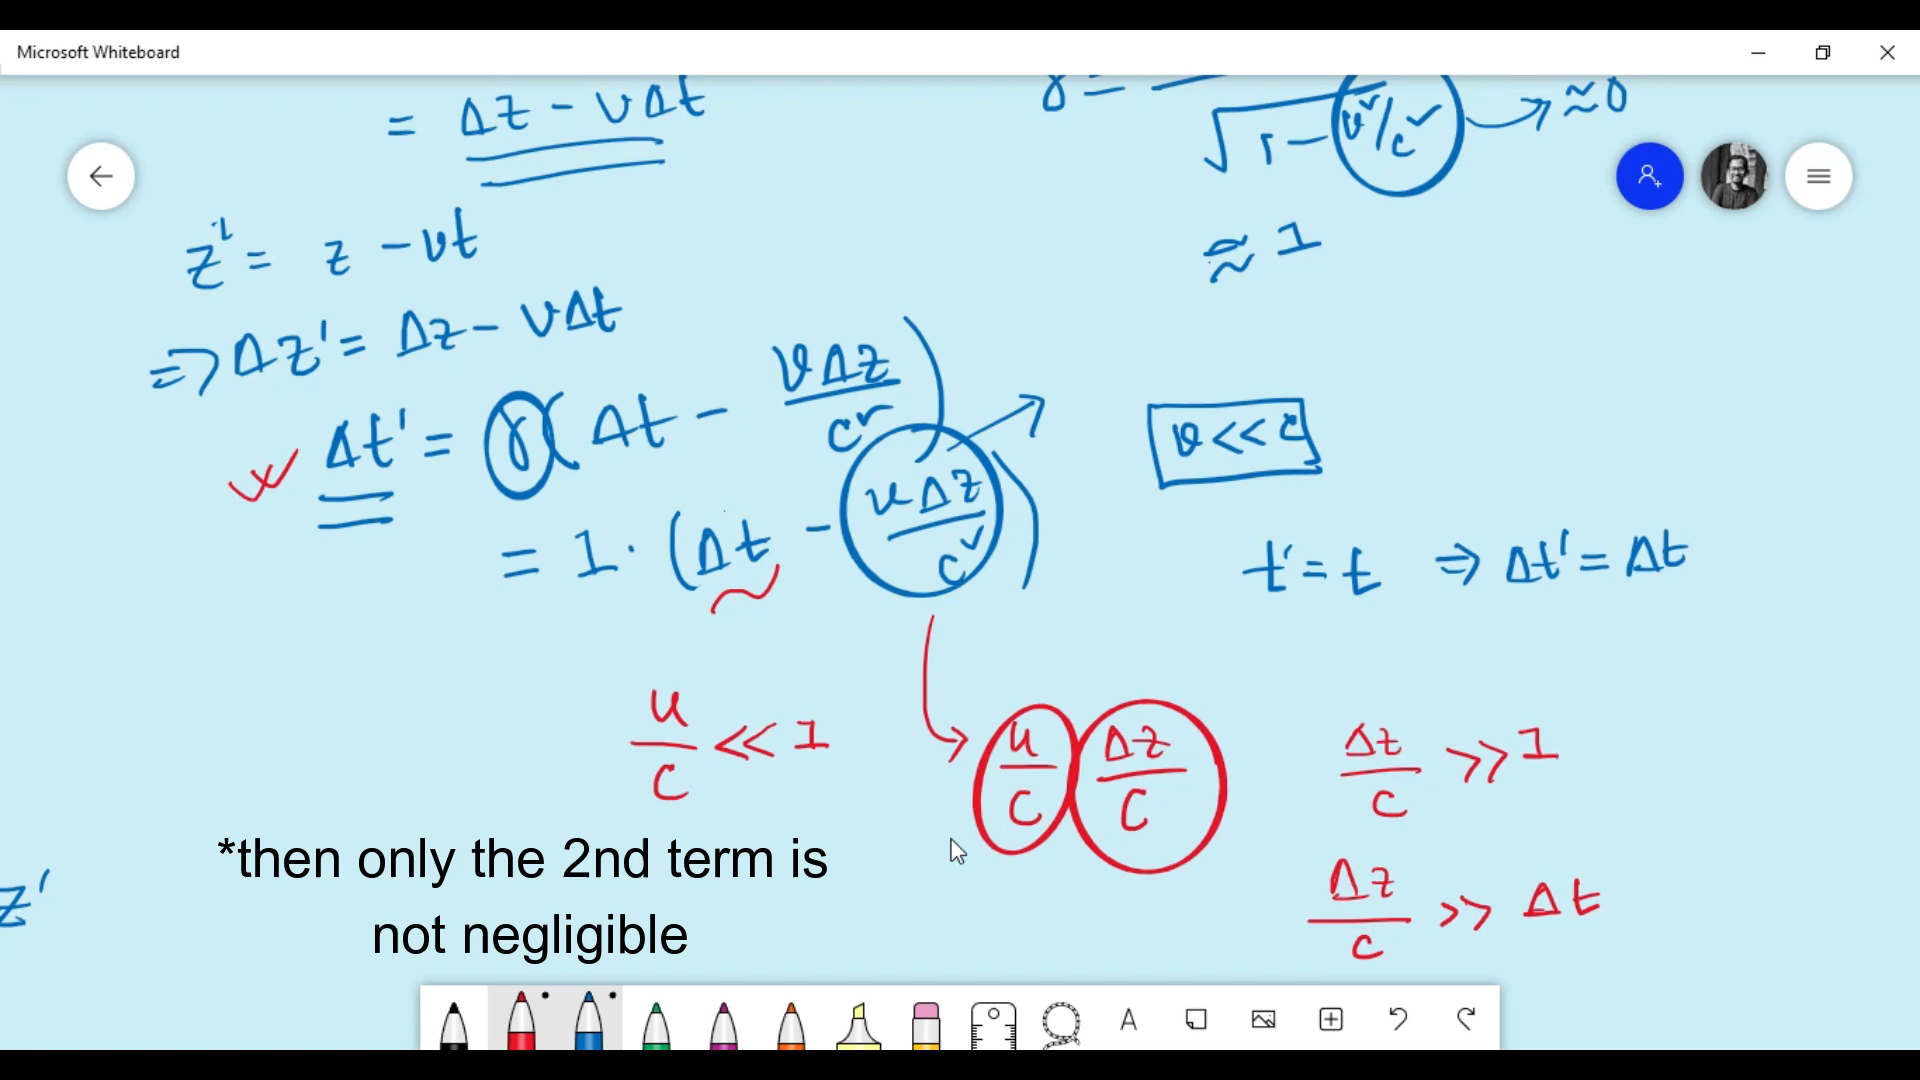 Microsoft Whiteboard
= Δz - vΔt
γ =
√1 - v²/c² → ≈ 0
≈ 1
z' = z - vt
⇒ Δz' = Δz - vΔt
Δt' = γ(Δt - vΔz/c²)
v << c
= 1 · (Δt - vΔz/c²)
t' = t ⇒ Δt' = Δt
u/c << 1
u/c Δz/c
Δz/c >> 1
*then only the 2nd term is
not negligible
Δz/c >> Δt
z'
A